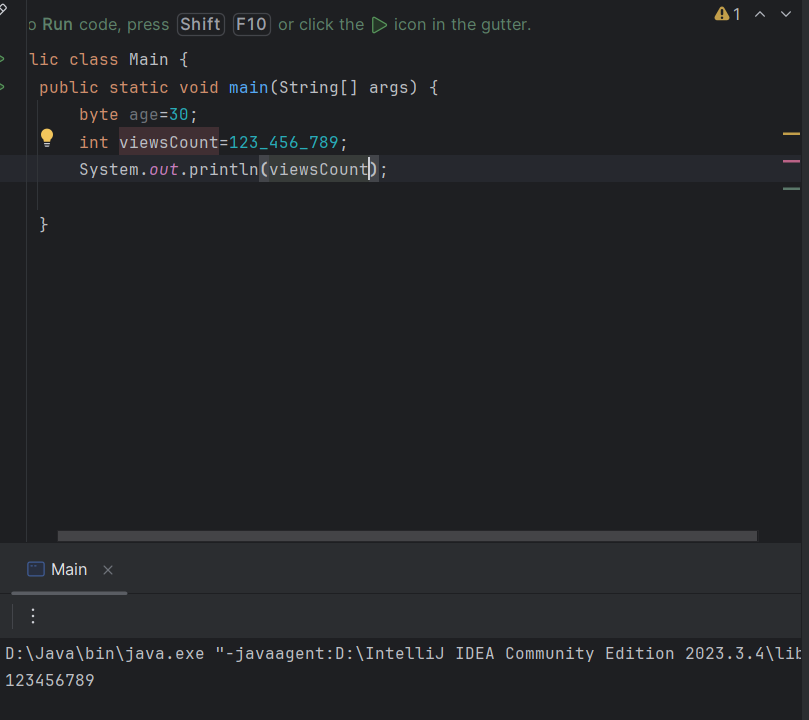 o Run code, press Shift F10 or click the icon in the gutter.
1
lic class Main {
public static void main(String[] args) {
byte age=30;
int viewsCount=123_456_789;
System.out.println(viewsCount);
}
Main
D:\Java\bin\java.exe "-javaagent:D:\IntelliJ IDEA Community Edition 2023.3.4\lib
123456789